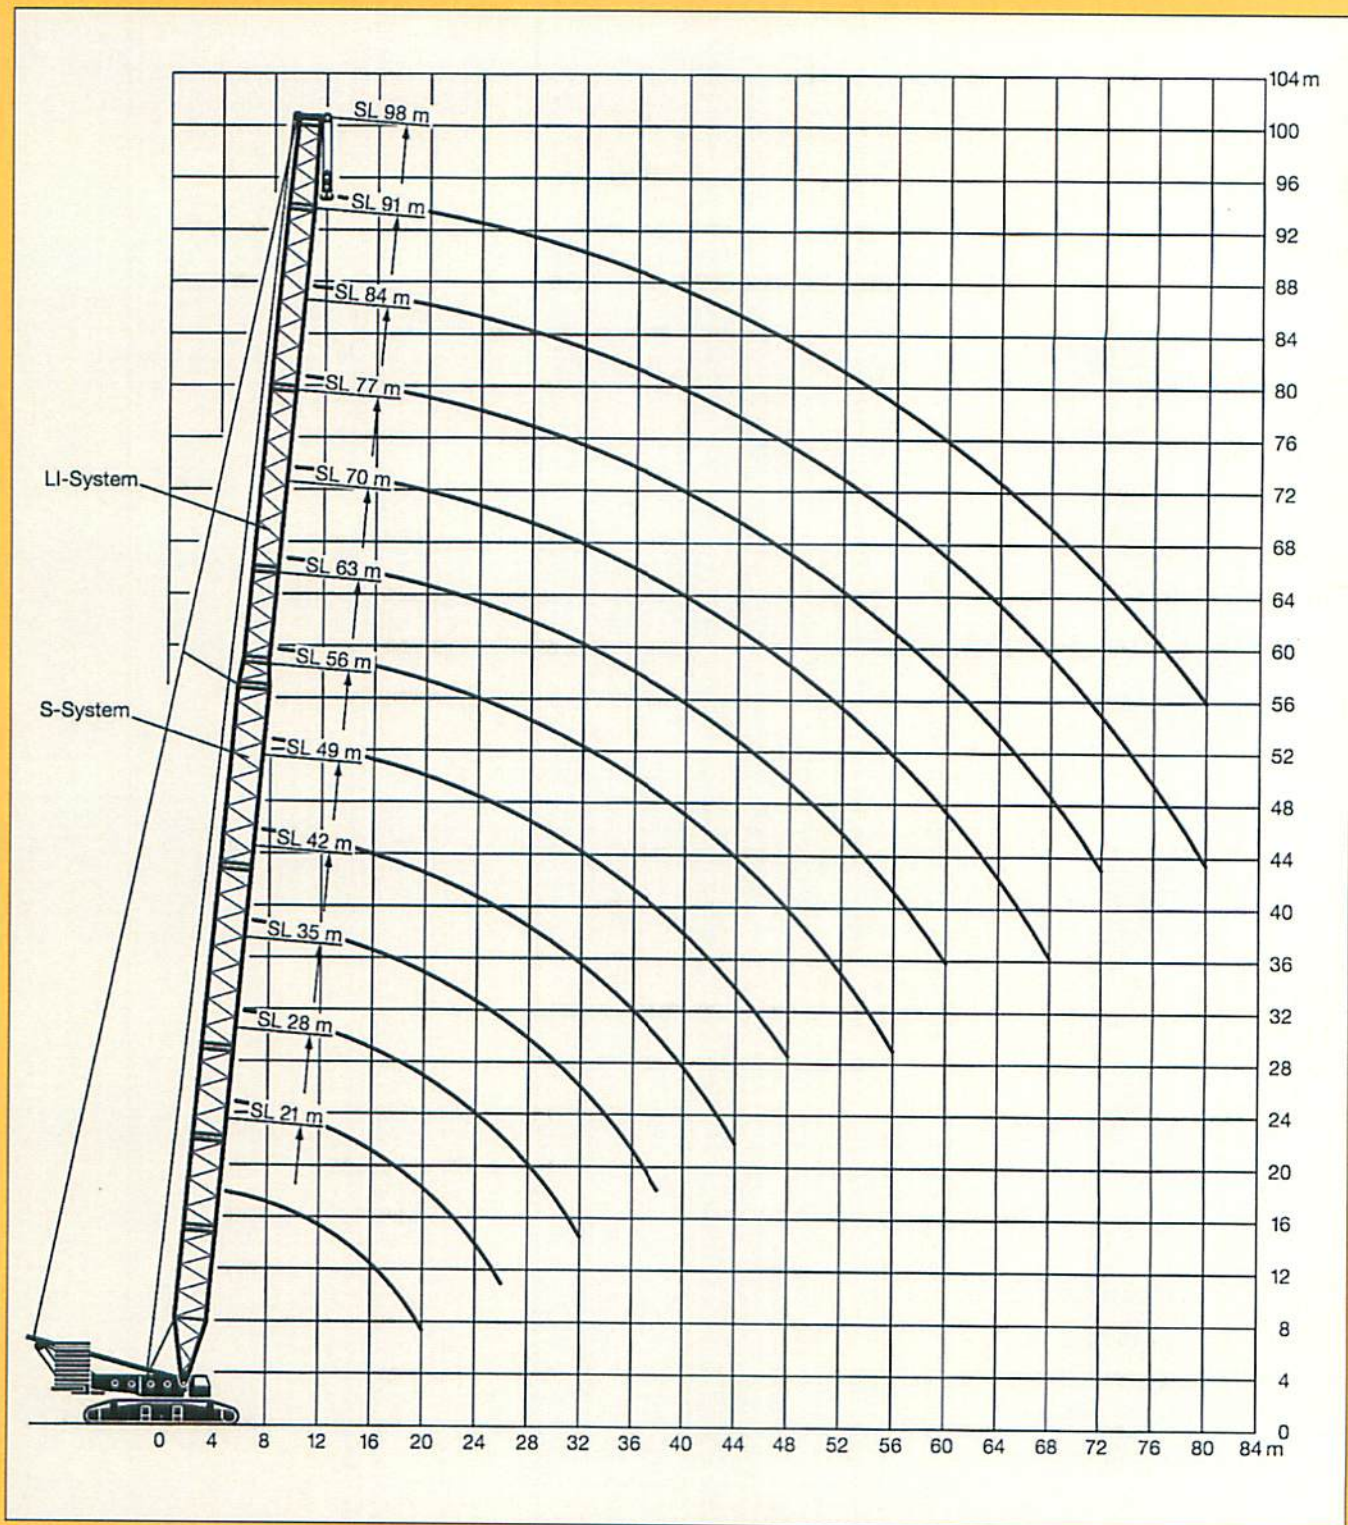 104 m
SL 98 m
100
96
SL 91 m
92
SL 84 m
88
84
SL 77 m
80
76
LI-System
SL 70 m
72
68
SL 63 m
64
60
SL 56 m
56
S-System
SL 49 m
52
48
SL 42 m
44
40
SL 35 m
36
32
SL 28 m
28
24
SL 21 m
20
16
12
8
4
0
0 4 8 12 16 20 24 28 32 36 40 44 48 52 56 60 64 68 72 76 80 84 m